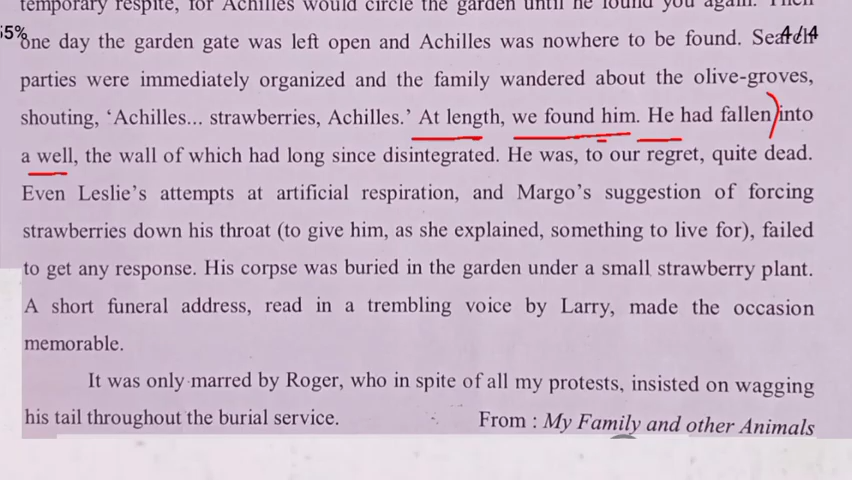 temporary respite, for Achilles would circle the garden until he found you again. Then
one day the garden gate was left open and Achilles was nowhere to be found. Search
parties were immediately organized and the family wandered about the olive-groves,
shouting, ‘Achilles... strawberries, Achilles.’ At length, we found him. He had fallen into
a well, the wall of which had long since disintegrated. He was, to our regret, quite dead.
Even Leslie’s attempts at artificial respiration, and Margo’s suggestion of forcing
strawberries down his throat (to give him, as she explained, something to live for), failed
to get any response. His corpse was buried in the garden under a small strawberry plant.
A short funeral address, read in a trembling voice by Larry, made the occasion
memorable.
It was only marred by Roger, who in spite of all my protests, insisted on wagging
his tail throughout the burial service.
From : My Family and other Animals
4/4